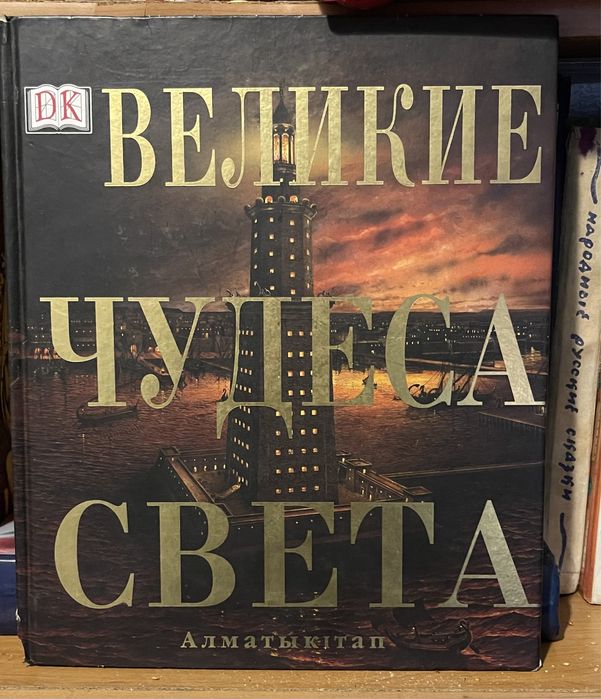 DK
ВЕЛИКИЕ
ЧУДЕСА
СВЕТА
Алматыкітап
народные русские сказки